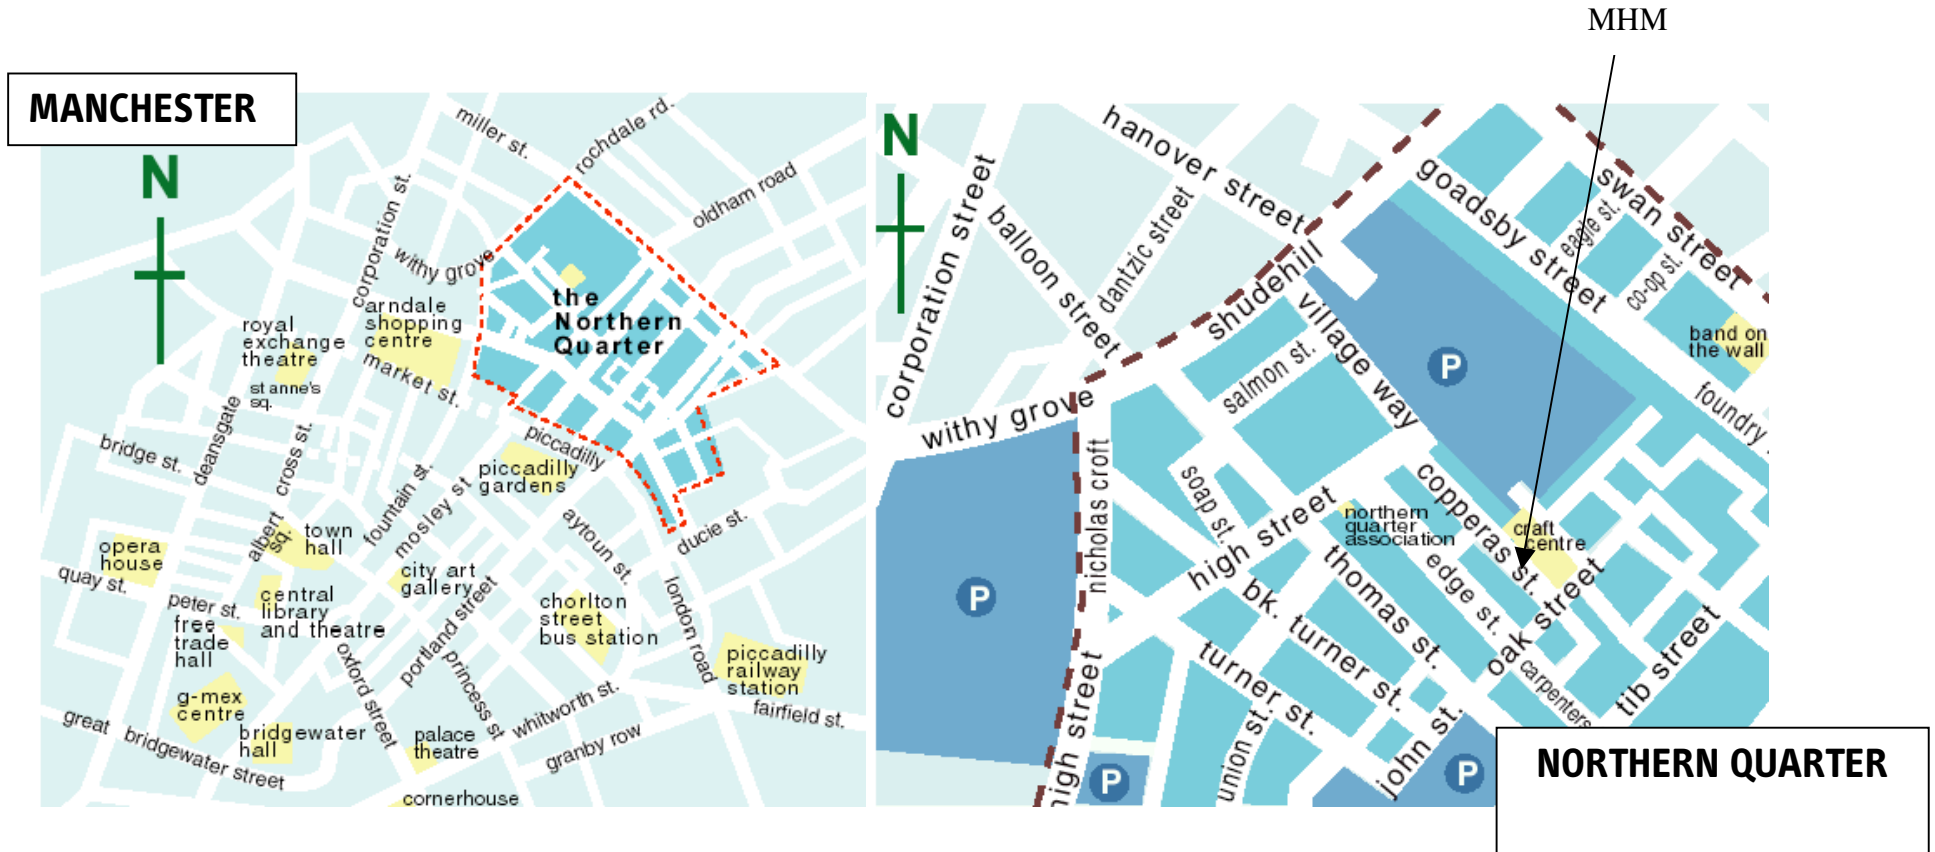 MHM
MANCHESTER
N
miller st.
rochdale rd.
oldham road
corporation st.
withy grove
arndale
shopping
centre
the
Northern
Quarter
royal
exchange
theatre
st anne's
sq.
market st.
deansgate
cross st.
bridge st.
piccadilly
piccadilly
gardens
fountain st.
mosley st.
albert
sq.
town
hall
opera
house
quay st.
aytoun st.
ducie st.
city art
gallery
central
library
and theatre
peter st.
free
trade
hall
chorlton
street
bus station
london road
portland street
princess st
oxford street
piccadilly
railway
station
fairfield st.
whitworth st.
granby row
g-mex
centre
bridgewater
hall
great bridgewater street
palace
theatre
cornerhouse
N
hanover street
corporation street
balloon street
dantzic street
goadsby street
swan street
eagle st.
co-op st.
band on
the wall
foundry
shudehill
village way
salmon st.
P
withy grove
nicholas croft
soap st.
high street
northern
quarter
association
copperas st.
craft
centre
edge st.
thomas st.
oak street
bk. turner st.
turner st.
carpenters
tib street
P
high street
union st.
john st.
P
P
NORTHERN QUARTER